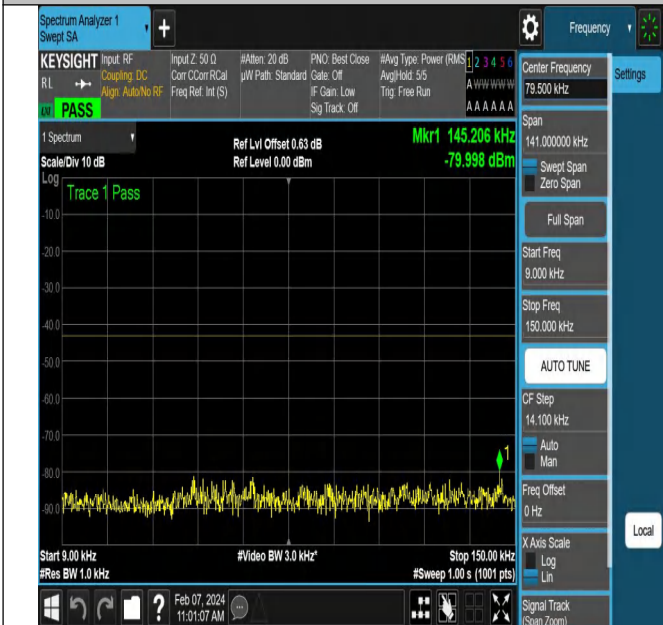 Spectrum Analyzer 1
Swept SA
+
Frequency
KEYSIGHT
RL
PASS
Input: RF
Coupling: DC
Align: Auto/No RF
Input Z: 50 Ω
Corr CCorr RCal
Freq Ref: Int (S)
#Atten: 20 dB
µW Path: Standard
PNO: Best Close
Gate: Off
IF Gain: Low
Sig Track: Off
#Avg Type: Power (RMS
Avg|Hold: 5/5
Trig: Free Run
1 2 3 4 5 6
A W W W W W
A A A A A A
Center Frequency
79.500 kHz
Settings
Span
141.000000 kHz
Swept Span
Zero Span
Full Span
Start Freq
9.000 kHz
Stop Freq
150.000 kHz
AUTO TUNE
CF Step
14.100 kHz
Auto
Man
Freq Offset
0 Hz
X Axis Scale
Log
Lin
Signal Track
(Span Zoom)
Local
1 Spectrum
Scale/Div 10 dB
Ref Lvl Offset 0.63 dB
Ref Level 0.00 dBm
Mkr1 145.206 kHz
-79.998 dBm
Log
Trace 1 Pass
-10.0
-20.0
-30.0
-40.0
-50.0
-60.0
-70.0
-80.0
-90.0
1
Start 9.00 kHz
#Res BW 1.0 kHz
#Video BW 3.0 kHz*
Stop 150.00 kHz
#Sweep 1.00 s (1001 pts)
?
Feb 07, 2024
11:01:07 AM